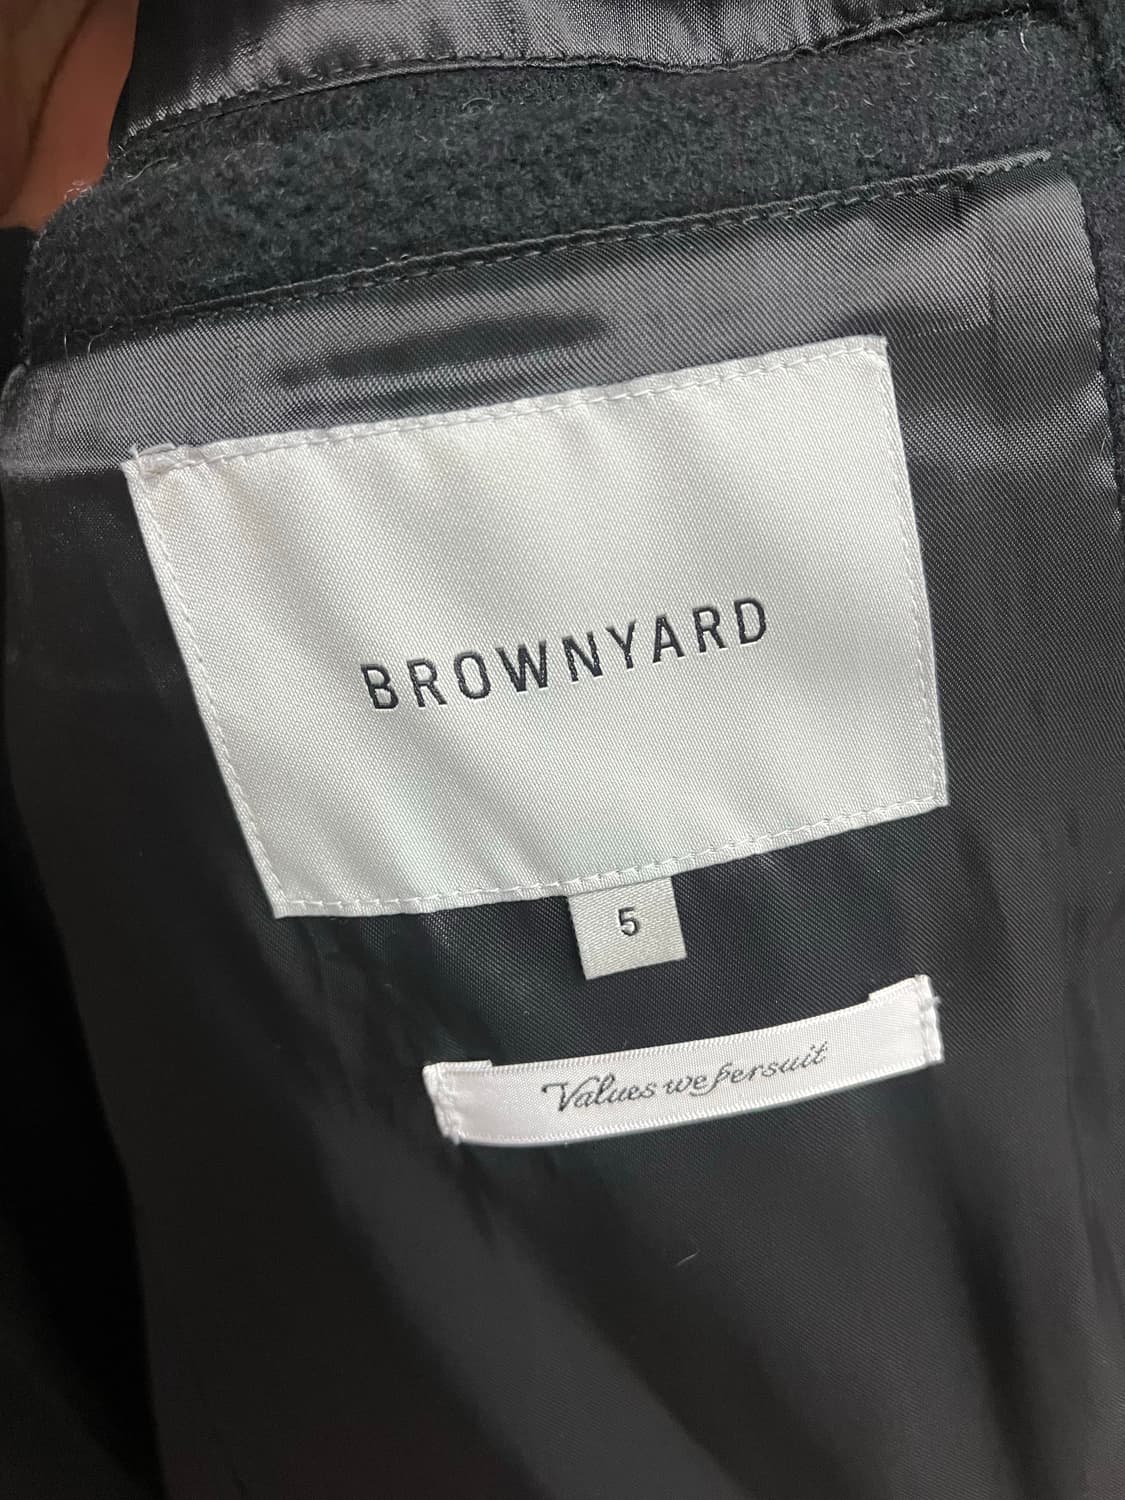 BROWNYARD
5
Values we persuit